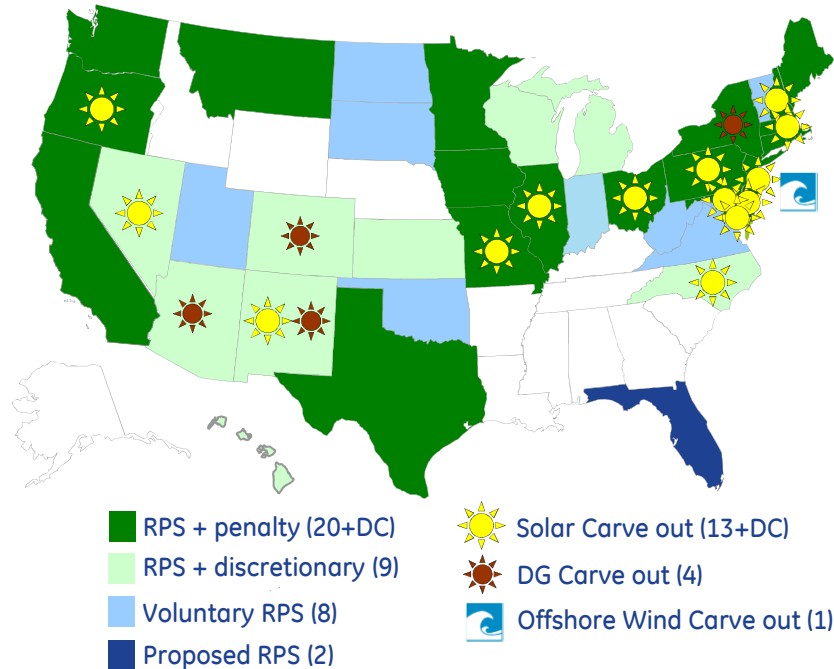 RPS + penalty (20+DC)
RPS + discretionary (9)
Voluntary RPS (8)
Proposed RPS (2)
Solar Carve out (13+DC)
DG Carve out (4)
Offshore Wind Carve out (1)